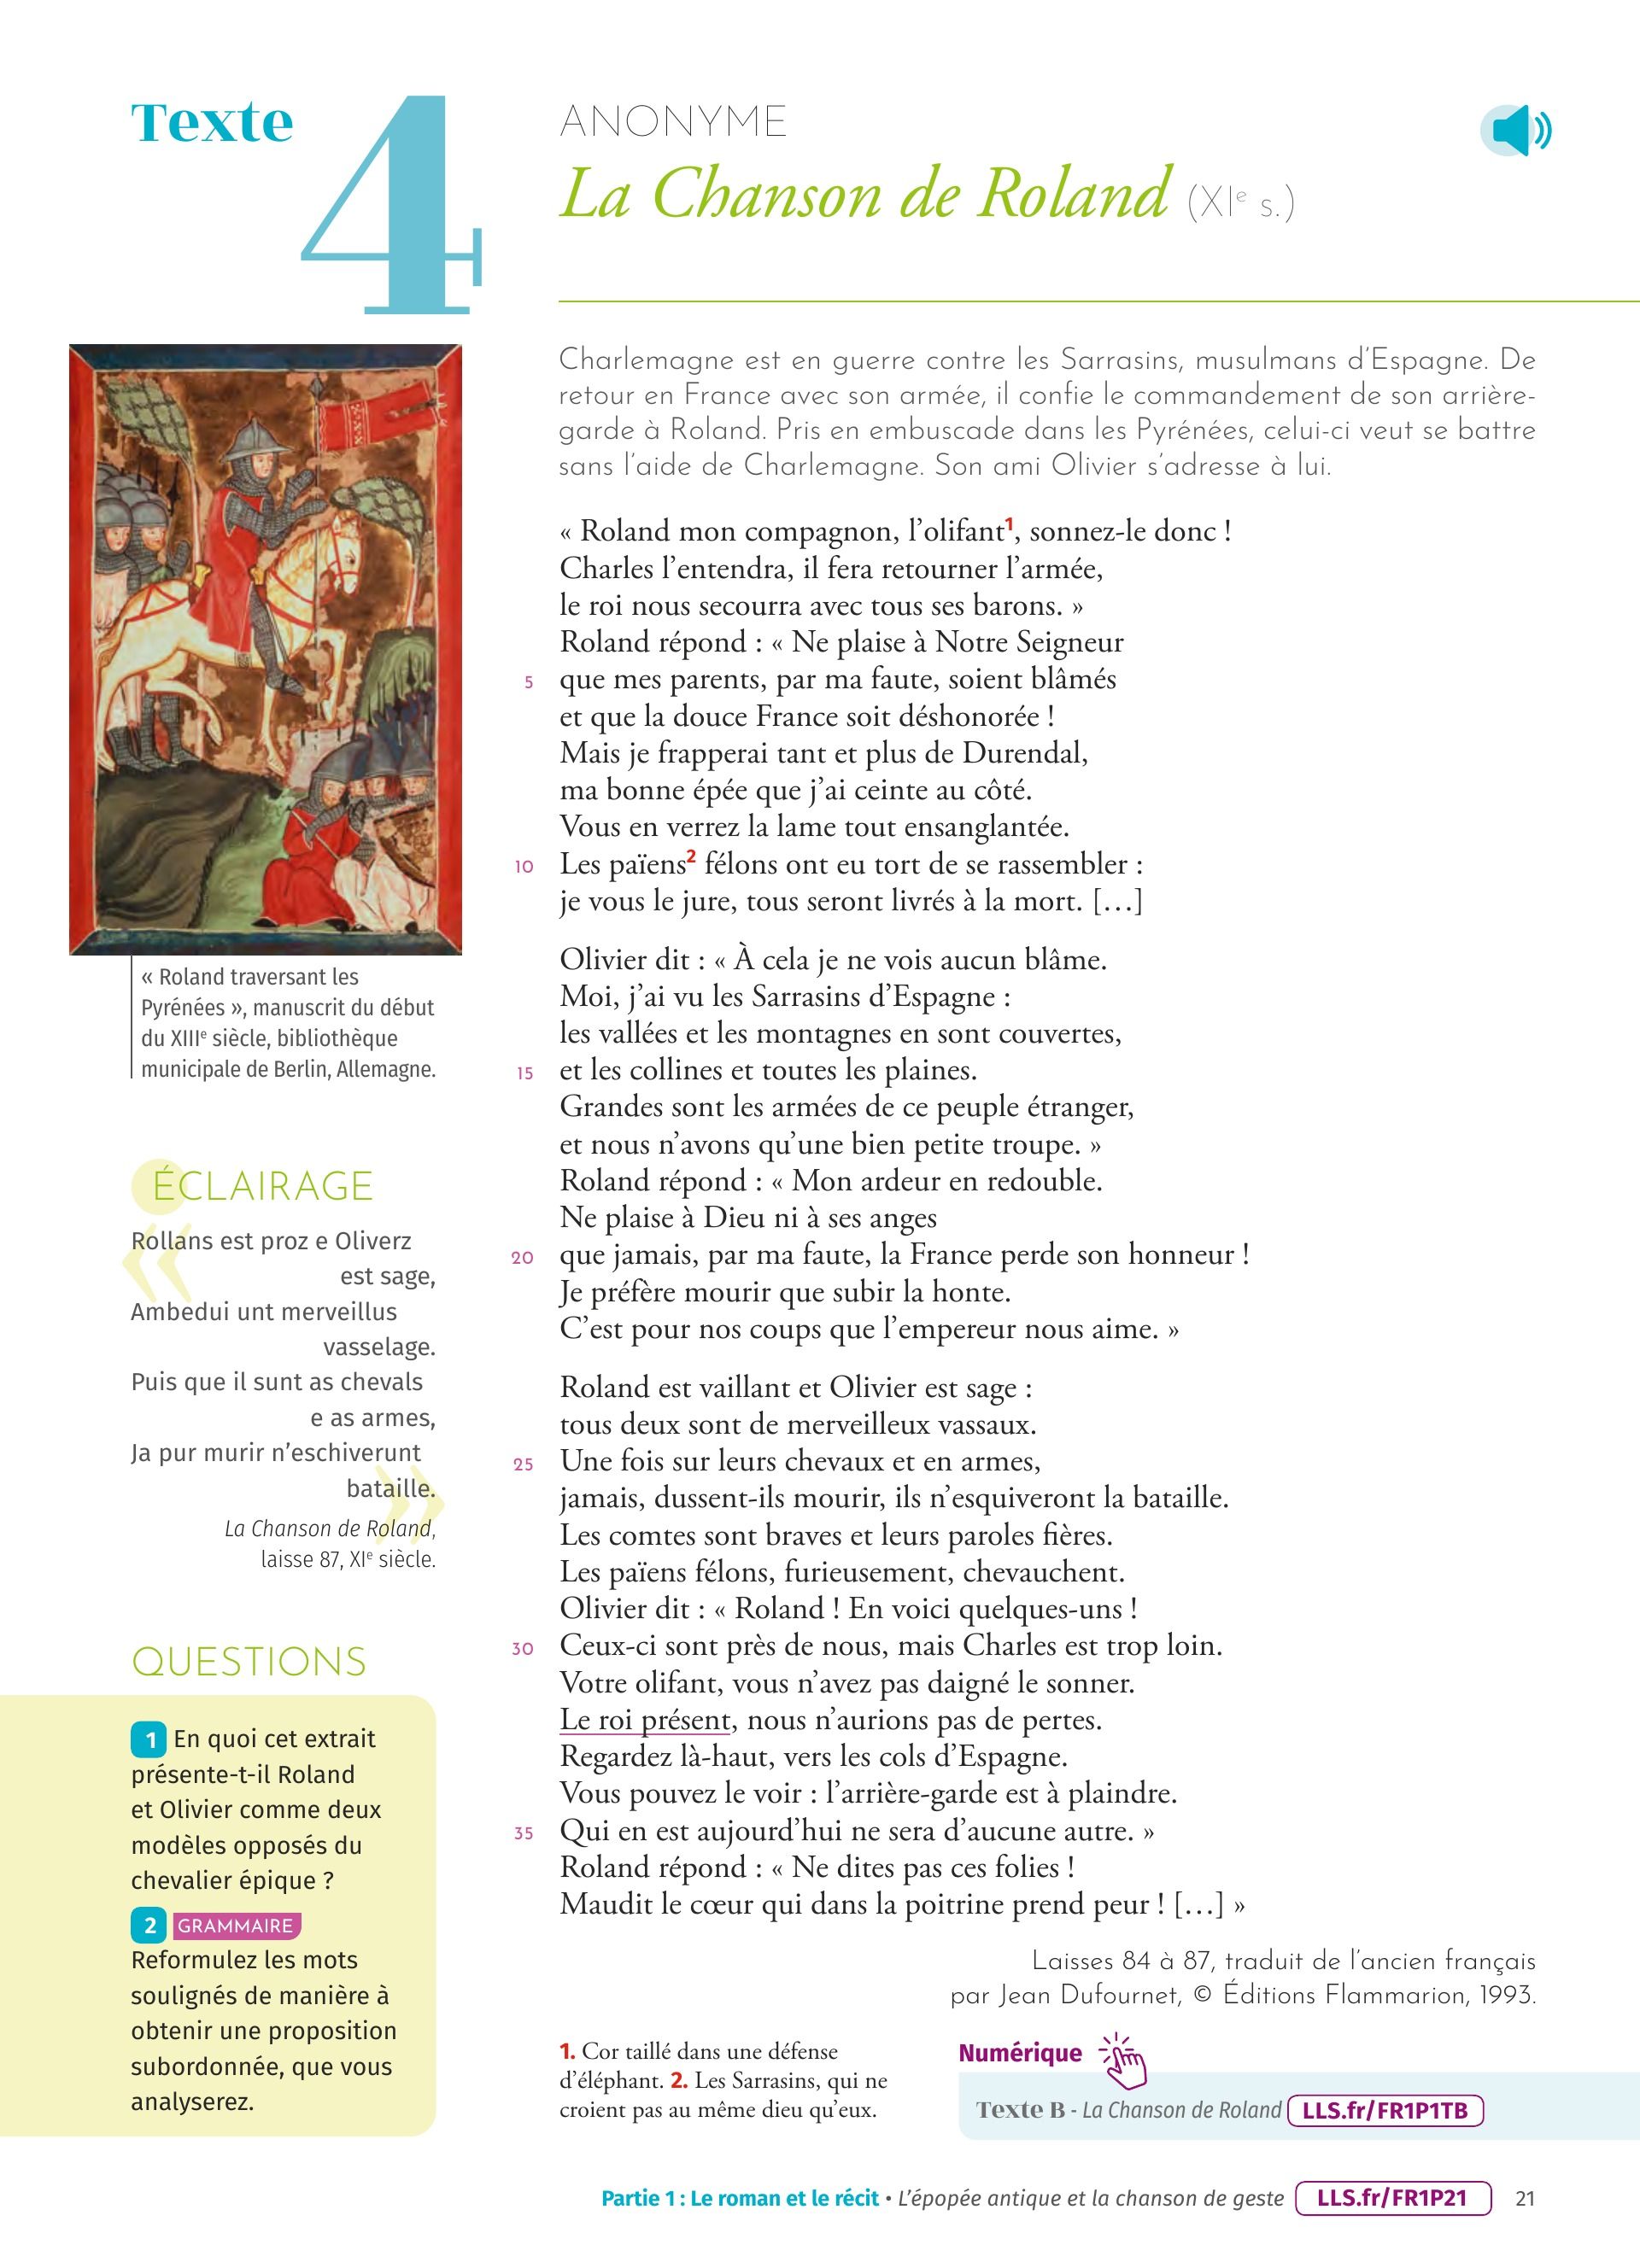 Texte 4
ANONYME
La Chanson de Roland (XIe s.)
Charlemagne est en guerre contre les Sarrasins, musulmans d’Espagne. De
retour en France avec son armée, il confie le commandement de son arrière-
garde à Roland. Pris en embuscade dans les Pyrénées, celui-ci veut se battre
sans l’aide de Charlemagne. Son ami Olivier s’adresse à lui.
« Roland mon compagnon, l’olifant1, sonnez-le donc !
Charles l’entendra, il fera retourner l’armée,
le roi nous secourra avec tous ses barons. »
Roland répond : « Ne plaise à Notre Seigneur
5 que mes parents, par ma faute, soient blâmés
et que la douce France soit déshonorée !
Mais je frapperai tant et plus de Durendal,
ma bonne épée que j’ai ceinte au côté.
Vous en verrez la lame tout ensanglantée.
10 Les païens2 félons ont eu tort de se rassembler :
je vous le jure, tous seront livrés à la mort. […]
Olivier dit : « À cela je ne vois aucun blâme.
Moi, j’ai vu les Sarrasins d’Espagne :
les vallées et les montagnes en sont couvertes,
15 et les collines et toutes les plaines.
Grandes sont les armées de ce peuple étranger,
et nous n’avons qu’une bien petite troupe. »
Roland répond : « Mon ardeur en redouble.
Ne plaise à Dieu ni à ses anges
20 que jamais, par ma faute, la France perde son honneur !
Je préfère mourir que subir la honte.
C’est pour nos coups que l’empereur nous aime. »
Roland est vaillant et Olivier est sage :
tous deux sont de merveilleux vassaux.
25 Une fois sur leurs chevaux et en armes,
jamais, dussent-ils mourir, ils n’esquiveront la bataille.
Les comtes sont braves et leurs paroles fières.
Les païens félons, furieusement, chevauchent.
Olivier dit : « Roland ! En voici quelques-uns !
30 Ceux-ci sont près de nous, mais Charles est trop loin.
Votre olifant, vous n’avez pas daigné le sonner.
Le roi présent, nous n’aurions pas de pertes.
Regardez là-haut, vers les cols d’Espagne.
Vous pouvez le voir : l’arrière-garde est à plaindre.
35 Qui en est aujourd’hui ne sera d’aucune autre. »
Roland répond : « Ne dites pas ces folies !
Maudit le cœur qui dans la poitrine prend peur ! […] »
Laisses 84 à 87, traduit de l’ancien français
par Jean Dufournet, © Éditions Flammarion, 1993.
1. Cor taillé dans une défense
d’éléphant. 2. Les Sarrasins, qui ne
croient pas au même dieu qu’eux.
Numérique
Texte B - La Chanson de Roland LLS.fr/FR1P1TB
« Roland traversant les
Pyrénées », manuscrit du début
du XIIIe siècle, bibliothèque
municipale de Berlin, Allemagne.
ÉCLAIRAGE
«
Rollans est proz e Oliverz
est sage,
Ambedui unt merveillus
vasselage.
Puis que il sunt as chevals
e as armes,
Ja pur murir n’eschiverunt
bataille.
»
La Chanson de Roland,
laisse 87, XIe siècle.
QUESTIONS
1 En quoi cet extrait
présente-t-il Roland
et Olivier comme deux
modèles opposés du
chevalier épique ?
2 GRAMMAIRE
Reformulez les mots
soulignés de manière à
obtenir une proposition
subordonnée, que vous
analyserez.
Partie 1 : Le roman et le récit • L’épopée antique et la chanson de geste LLS.fr/FR1P21 21